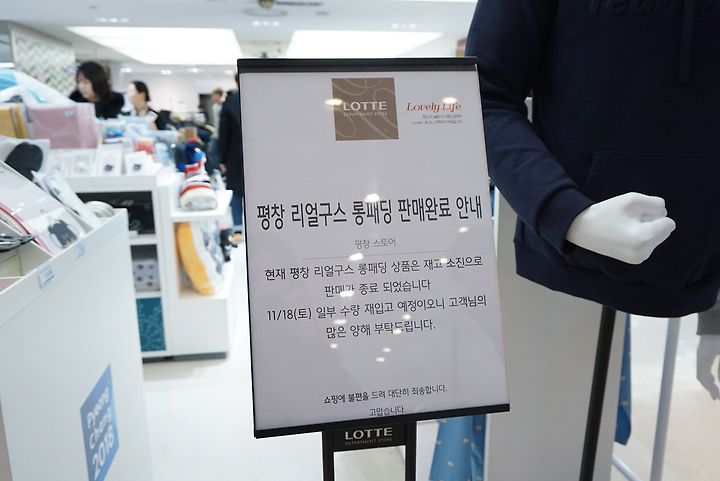 LOTTE
DEPARTMENT STORE
Lovely Life
평창 리얼구스 롱패딩 판매완료 안내
평창 스토어
현재 평창 리얼구스 롱패딩 상품은 재고 소진으로
판매가 종료 되었습니다
11/18(토) 일부 수량 재입고 예정이오니 고객님의
많은 양해 부탁드립니다.
쇼핑에 불편을 드려 대단히 죄송합니다.
고맙습니다.
LOTTE
DEPARTMENT STORE
PyeongChang 2018